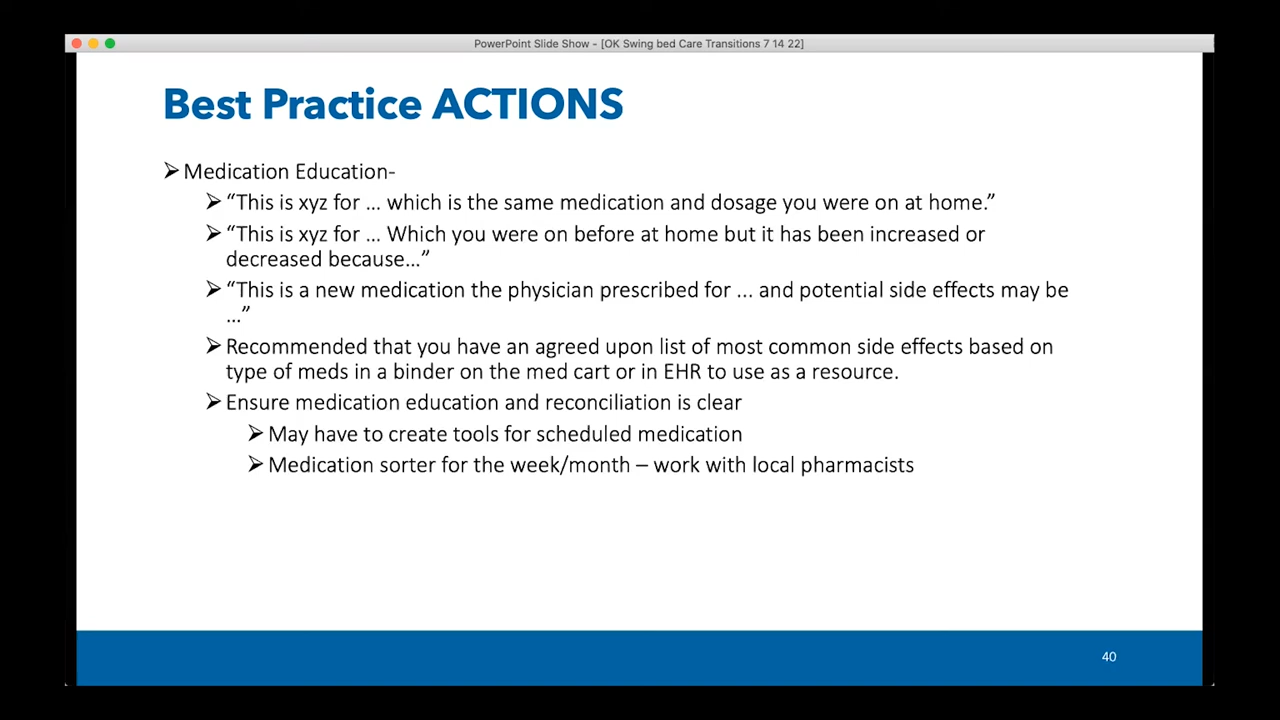 PowerPoint Slide Show - [OK Swing bed Care Transitions 7 14 22]
Best Practice ACTIONS
➢ Medication Education-
➢ “This is xyz for ... which is the same medication and dosage you were on at home.”
➢ “This is xyz for ... Which you were on before at home but it has been increased or
decreased because...”
➢ “This is a new medication the physician prescribed for ... and potential side effects may be
...”
➢ Recommended that you have an agreed upon list of most common side effects based on
type of meds in a binder on the med cart or in EHR to use as a resource.
➢ Ensure medication education and reconciliation is clear
➢ May have to create tools for scheduled medication
➢ Medication sorter for the week/month – work with local pharmacists
40